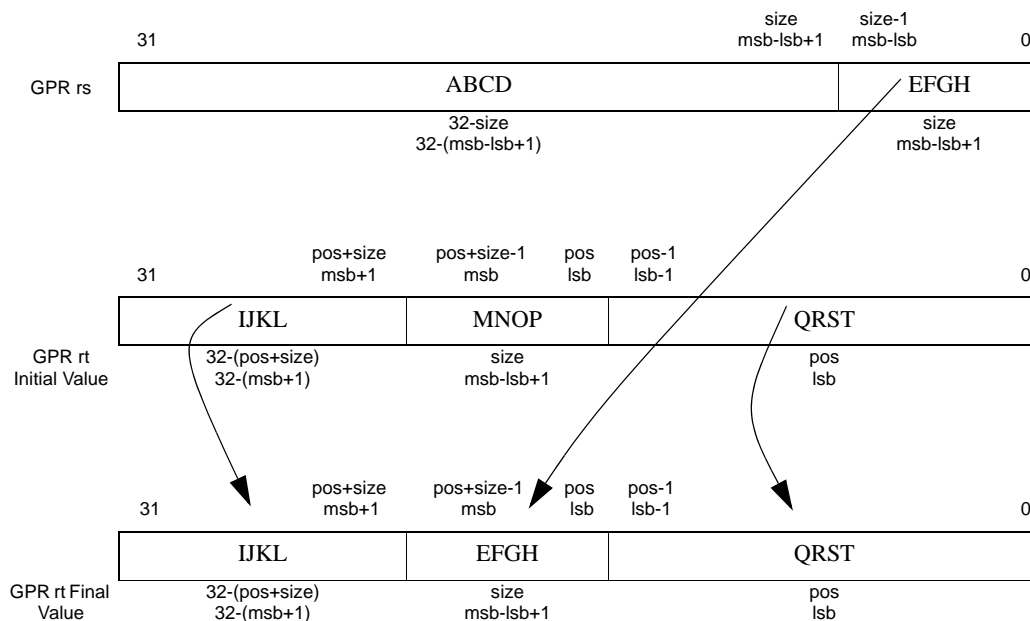 size size-1
31 msb-lsb+1 msb-lsb 0
GPR rs ABCD EFGH
32-size size
32-(msb-lsb+1) msb-lsb+1
pos+size pos+size-1 pos pos-1
31 msb+1 msb lsb lsb-1 0
IJKL MNOP QRST
GPR rt 32-(pos+size) size pos
Initial Value 32-(msb+1) msb-lsb+1 lsb
pos+size pos+size-1 pos pos-1
31 msb+1 msb lsb lsb-1 0
IJKL EFGH QRST
GPR rt Final 32-(pos+size) size pos
Value 32-(msb+1) msb-lsb+1 lsb